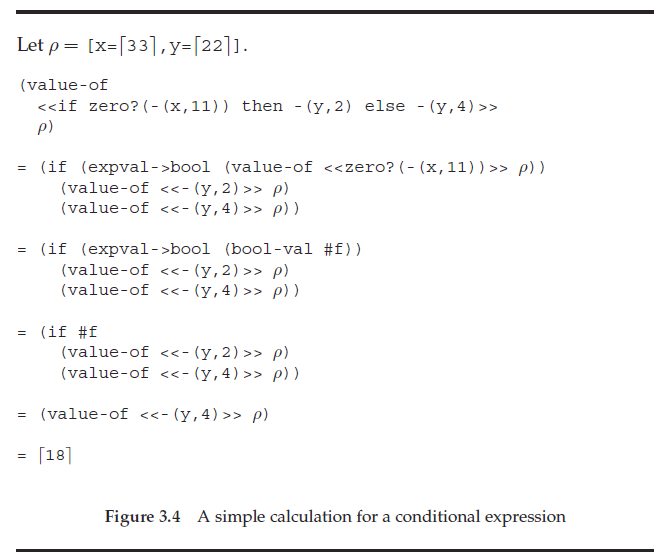 Let ρ = [x=⌈33⌉,y=⌈22⌉].
(value-of
<<if zero?(-(x,11)) then -(y,2) else -(y,4)>>
ρ)
= (if (expval->bool (value-of <<zero?(-(x,11))>> ρ))
(value-of <<-(y,2)>> ρ)
(value-of <<-(y,4)>> ρ))
= (if (expval->bool (bool-val #f))
(value-of <<-(y,2)>> ρ)
(value-of <<-(y,4)>> ρ))
= (if #f
(value-of <<-(y,2)>> ρ)
(value-of <<-(y,4)>> ρ))
= (value-of <<-(y,4)>> ρ)
= ⌈18⌉
Figure 3.4 A simple calculation for a conditional expression